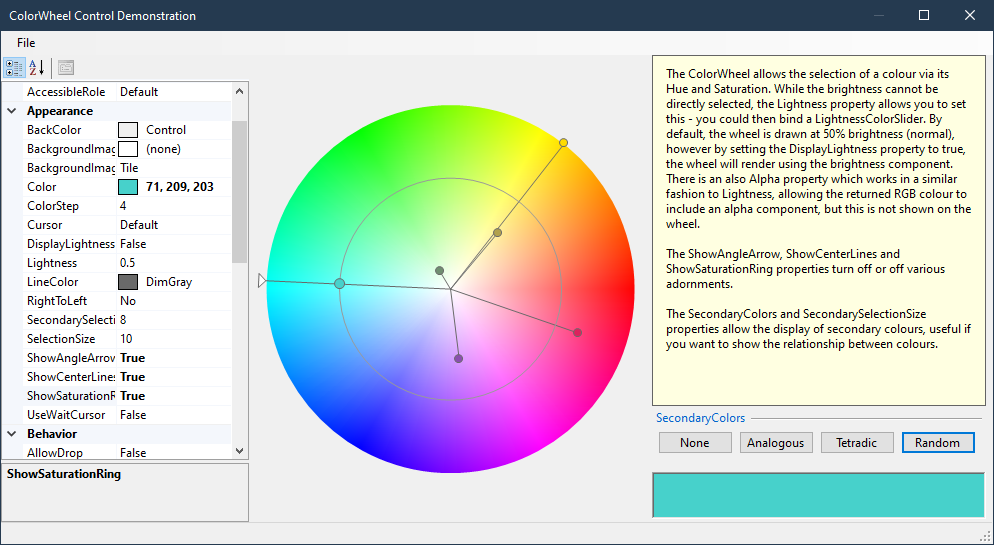 ColorWheel Control Demonstration
File
AccessibleRole Default
Appearance
BackColor Control
BackgroundImag (none)
BackgroundImag Tile
Color 71, 209, 203
ColorStep 4
Cursor Default
DisplayLightness False
Lightness 0.5
LineColor DimGray
RightToLeft No
SecondarySelecti 8
SelectionSize 10
ShowAngleArrow True
ShowCenterLines True
ShowSaturationR True
UseWaitCursor False
Behavior
AllowDrop False
ShowSaturationRing
The ColorWheel allows the selection of a colour via its
Hue and Saturation. While the brightness cannot be
directly selected, the Lightness property allows you to set
this - you could then bind a LightnessColorSlider. By
default, the wheel is drawn at 50% brightness (normal),
however by setting the DisplayLightness property to true,
the wheel will render using the brightness component.
There is an also Alpha property which works in a similar
fashion to Lightness, allowing the returned RGB colour to
include an alpha component, but this is not shown on the
wheel.
The ShowAngleArrow, ShowCenterLines and
ShowSaturationRing properties turn off or off various
adornments.
The SecondaryColors and SecondarySelectionSize
properties allow the display of secondary colours, useful if
you want to show the relationship between colours.
SecondaryColors
None Analogous Tetradic Random